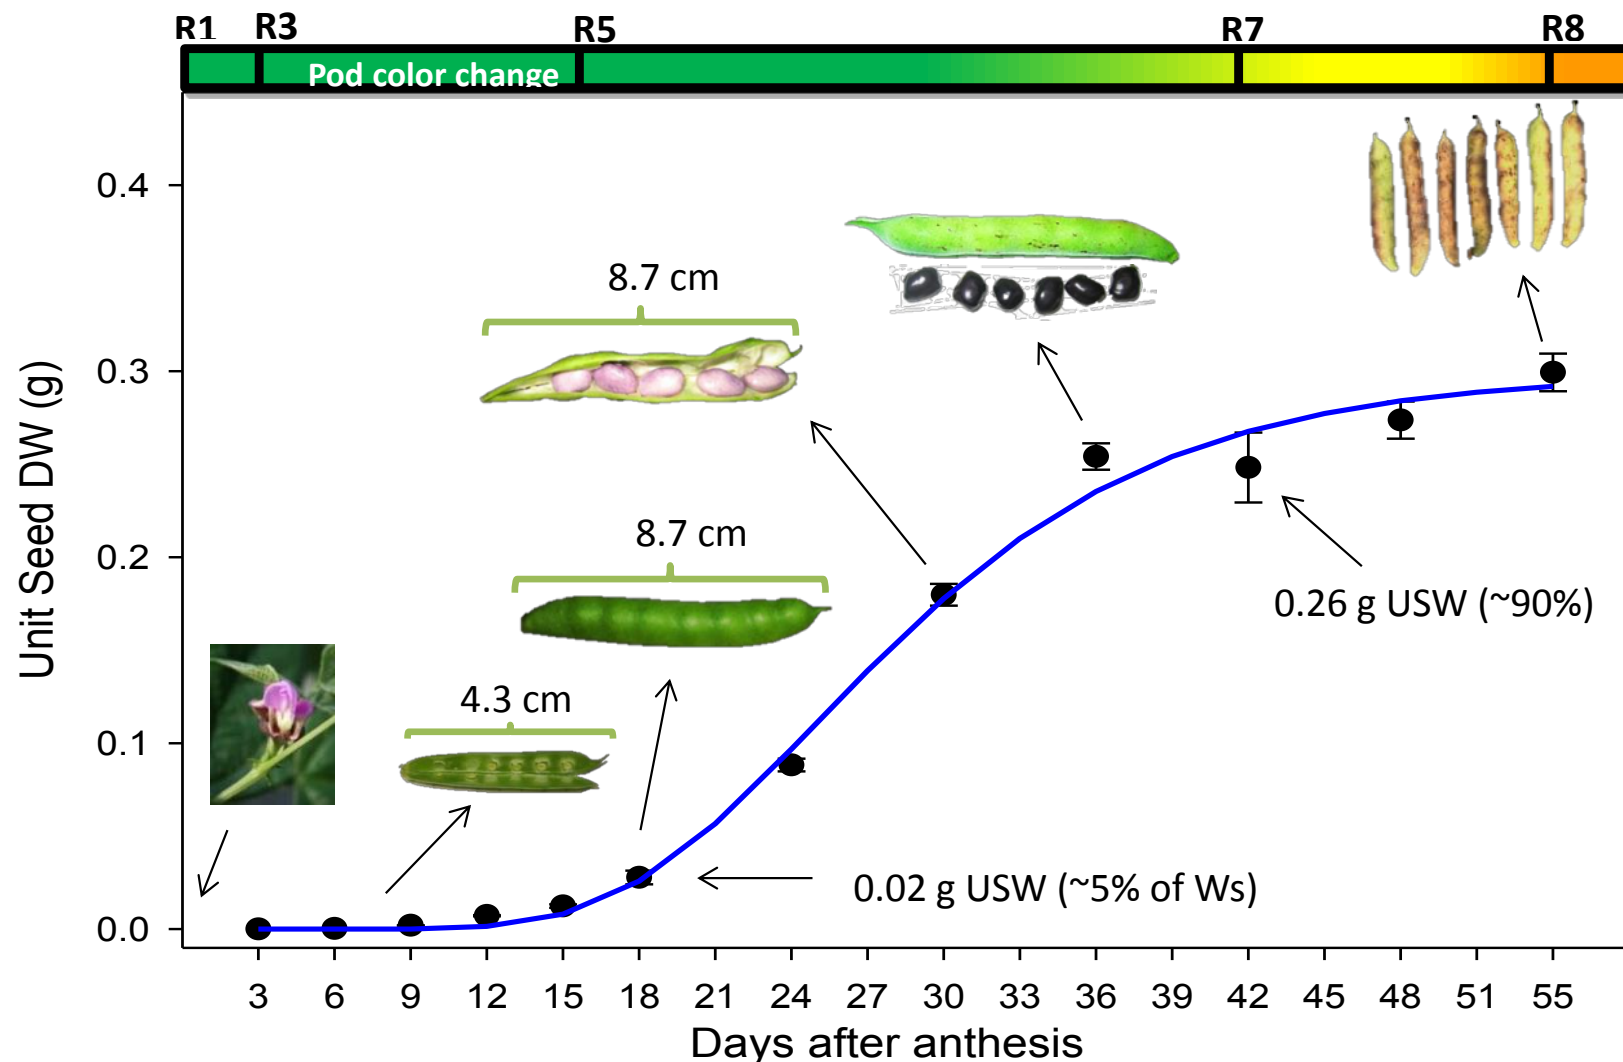 R1 R3 R5 R7 R8
Pod color change
0.4
8.7 cm
0.3
8.7 cm
0.2
0.26 g USW (~90%)
4.3 cm
0.1
0.02 g USW (~5% of Ws)
0.0
Unit Seed DW (g)
3 6 9 12 15 18 21 24 27 30 33 36 39 42 45 48 51 55
Days after anthesis